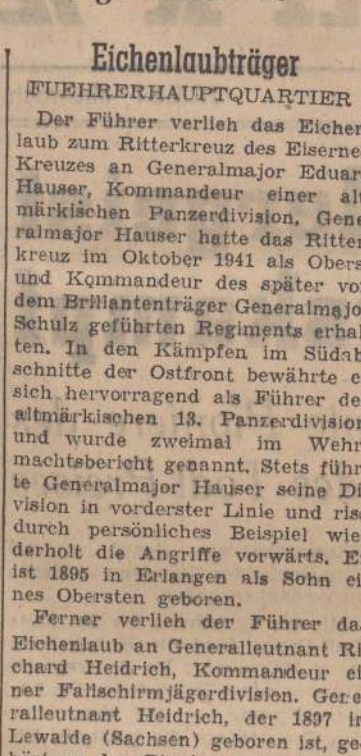 Eichenlaubträger
FUEHRERHAUPTQUARTIER
Der Führer verlieh das Eichen
laub zum Ritterkreuz des Eiserne
Kreuzes an Generalmajor Eduar
Hauser, Kommandeur einer alt
märkischen Panzerdivision. Gene
ralmajor Hauser hatte das Ritter
kreuz im Oktober 1941 als Obers
und Kommandeur des später vo
dem Brillantenträger Generalmajo
Schulz geführten Regiments erhal
ten. In den Kämpfen im Südab
schnitte der Ostfront bewährte e
sich hervorragend als Führer de
altmärkischen 13. Panzerdivision
und wurde zweimal im Wehr
machtsbericht genannt. Stets führ
te Generalmajor Hauser seine Di
vision in vorderster Linie und riss
durch persönliches Beispiel wie
derholt die Angriffe vorwärts. E
ist 1895 in Erlangen als Sohn ei
nes Obersten geboren.
Ferner verlieh der Führer da
Eichenlaub an Generalleutnant Ri
chard Heidrich, Kommandeur ei
ner Fallschirmjägerdivision. Gene
ralleutnant Heidrich, der 1897 in
Lewalde (Sachsen) geboren ist, ge